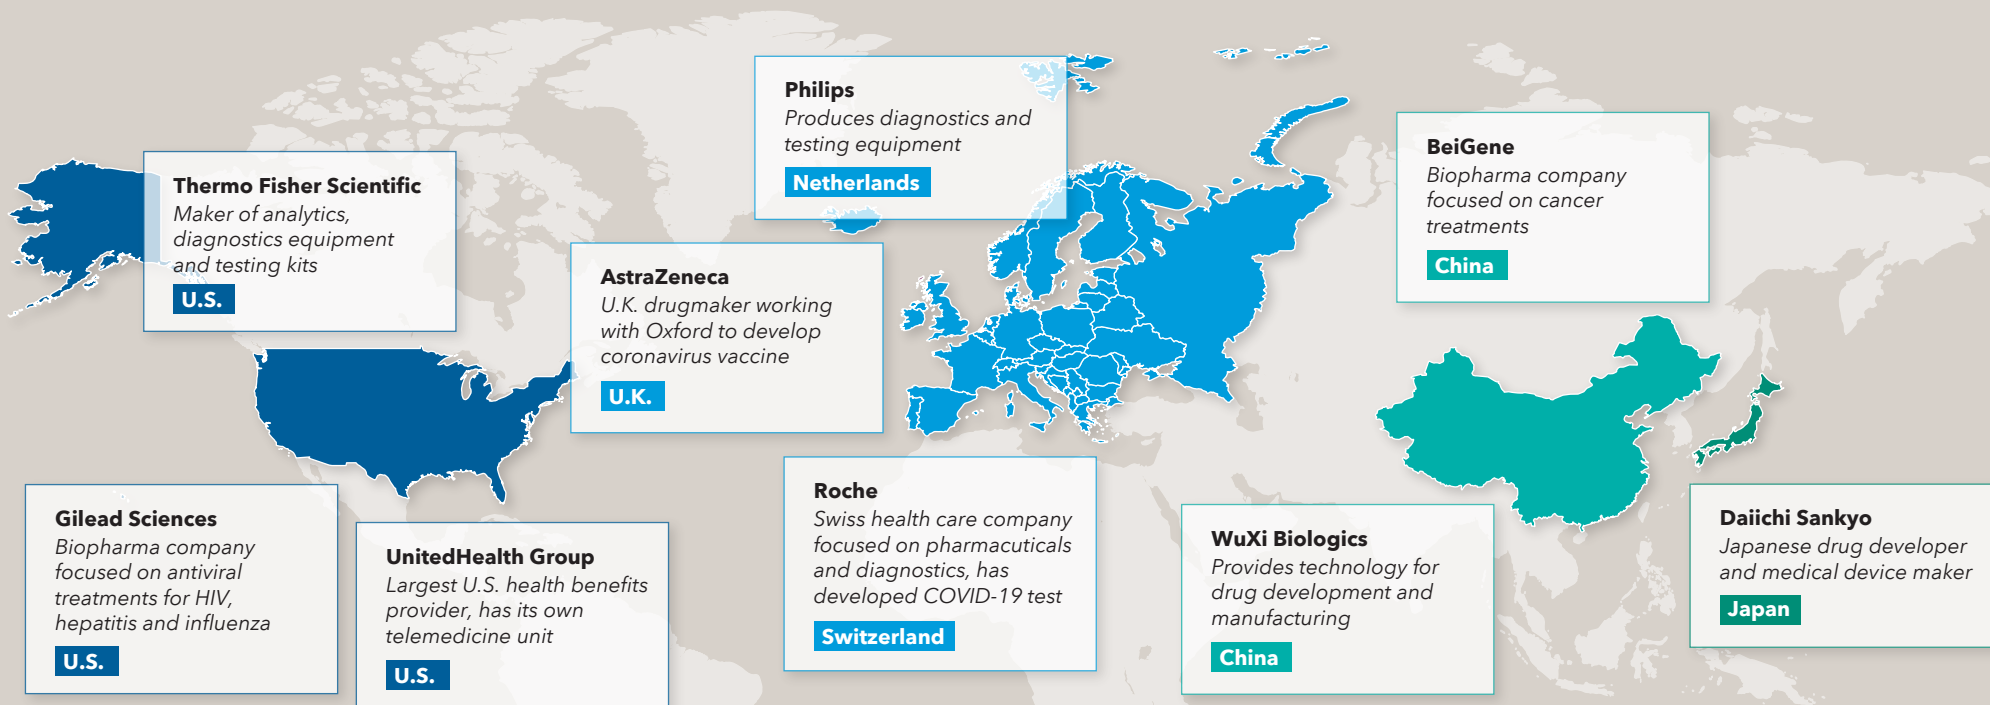 Thermo Fisher Scientific
Maker of analytics,
diagnostics equipment
and testing kits
U.S.
Gilead Sciences
Biopharma company
focused on antiviral
treatments for HIV,
hepatitis and influenza
U.S.
UnitedHealth Group
Largest U.S. health benefits
provider, has its own
telemedicine unit
U.S.
Philips
Produces diagnostics and
testing equipment
Netherlands
AstraZeneca
U.K. drugmaker working
with Oxford to develop
coronavirus vaccine
U.K.
Roche
Swiss health care company
focused on pharmacuticals
and diagnostics, has
developed COVID-19 test
Switzerland
BeiGene
Biopharma company
focused on cancer
treatments
China
WuXi Biologics
Provides technology for
drug development and
manufacturing
China
Daiichi Sankyo
Japanese drug developer
and medical device maker
Japan